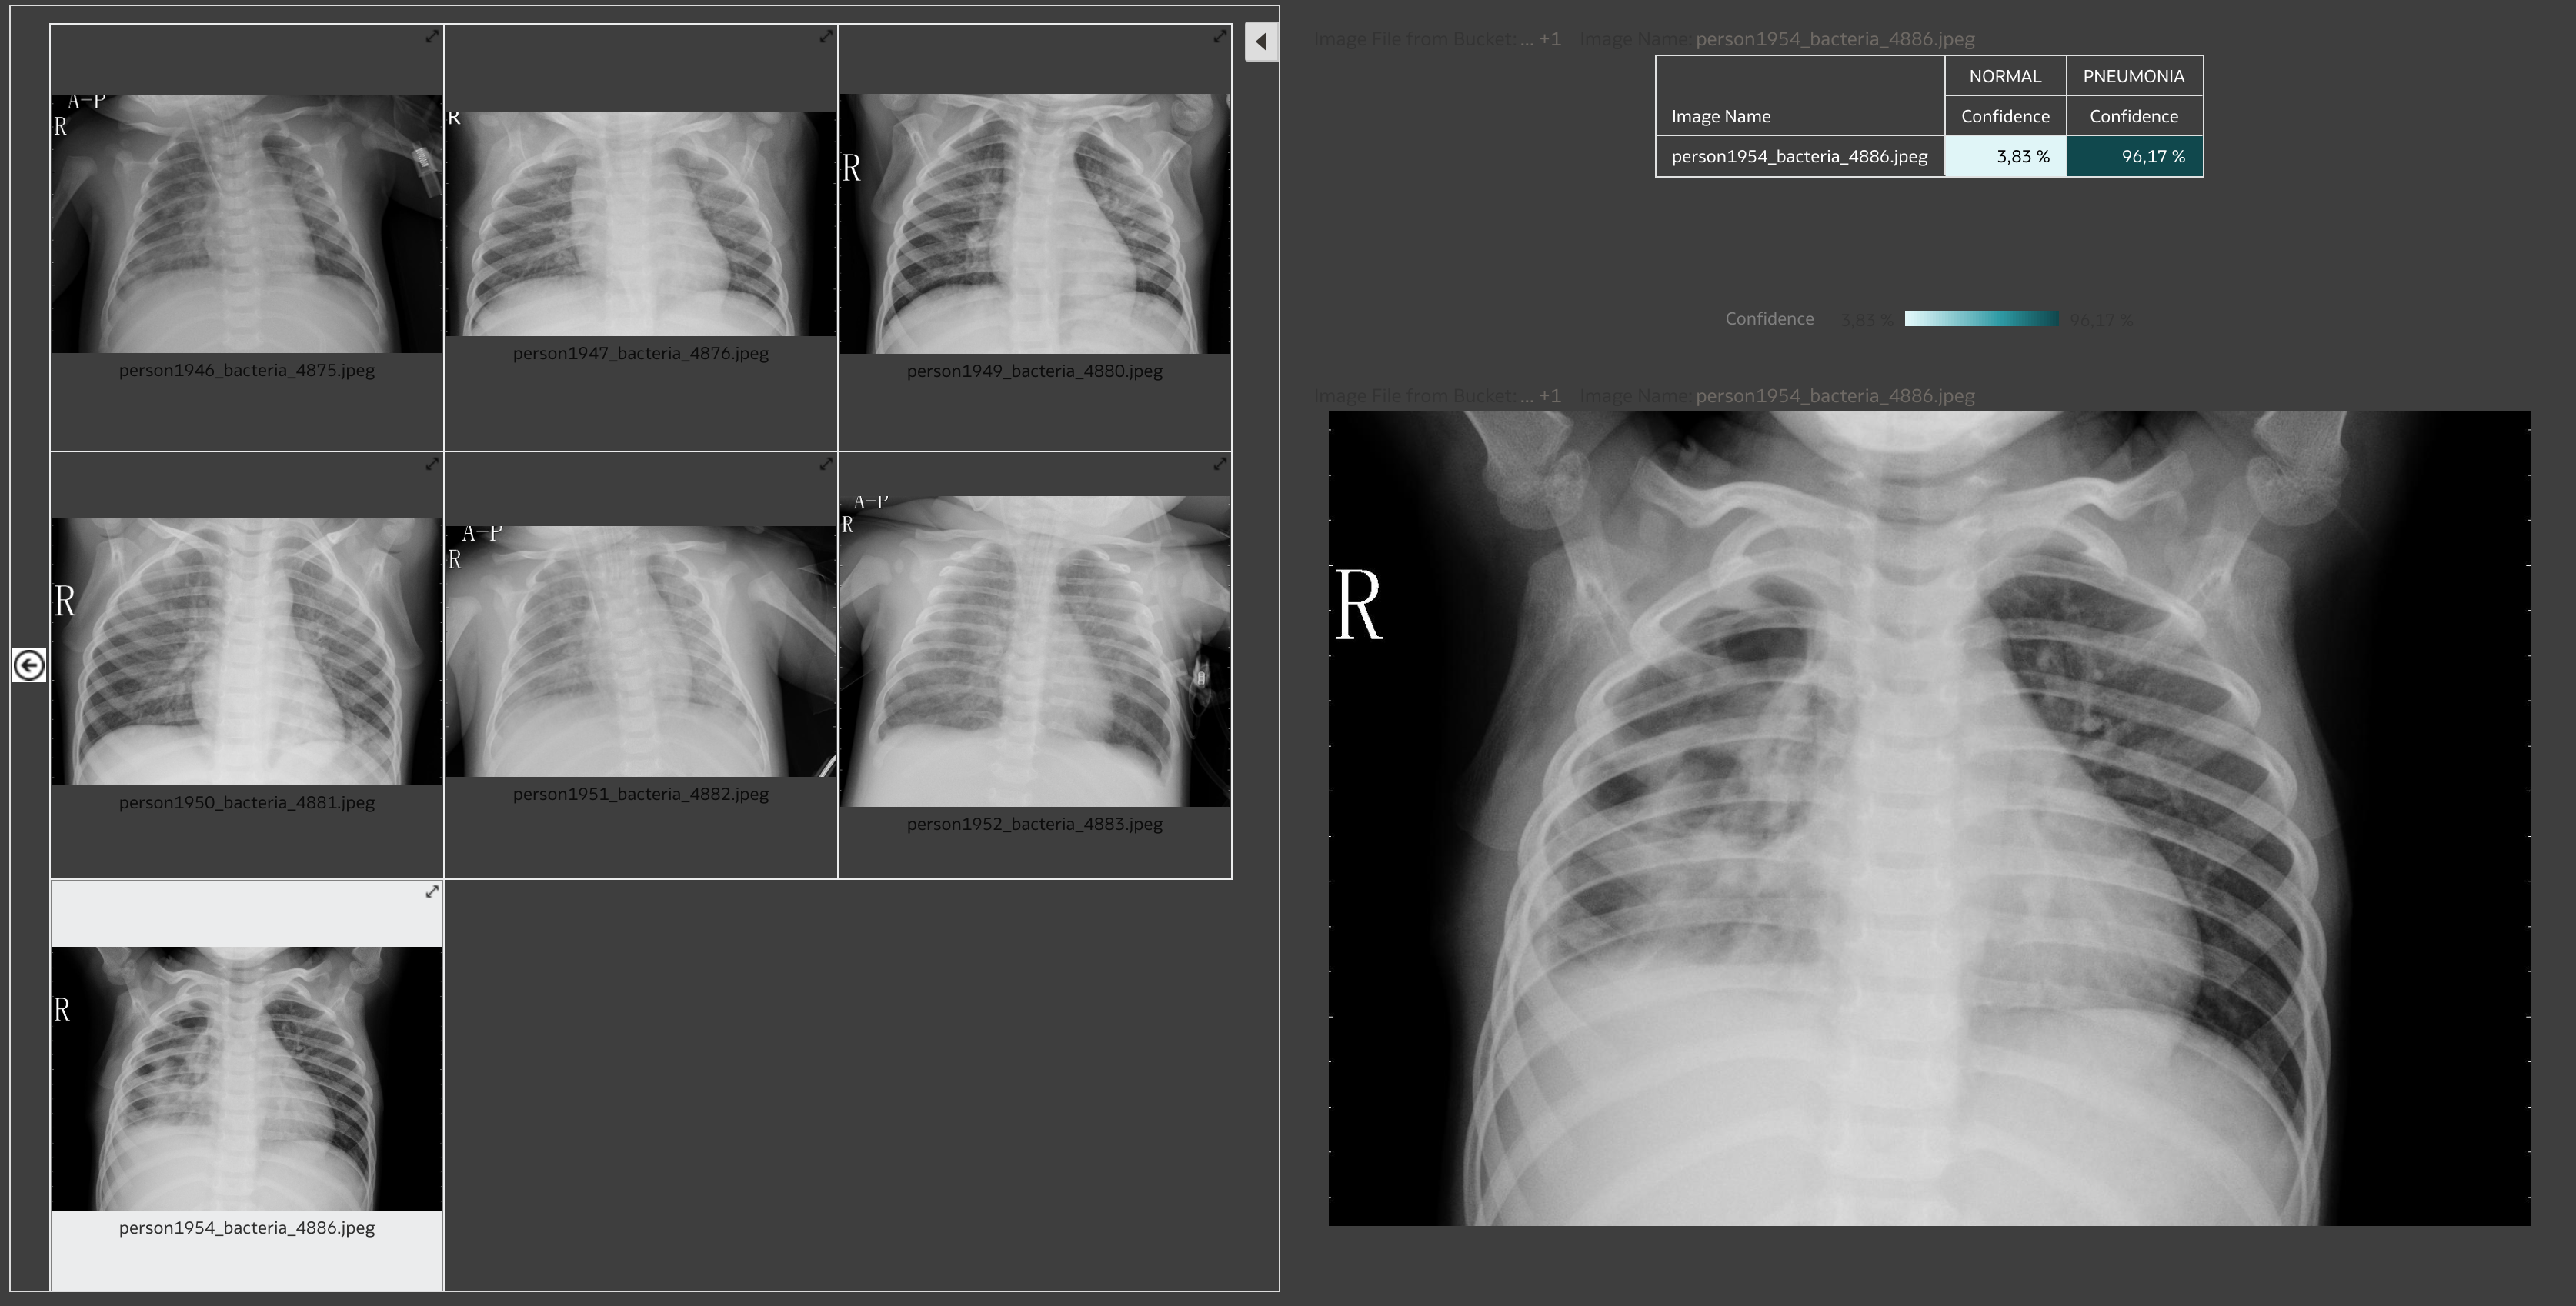 A-P
R
person1946_bacteria_4875.jpeg
R
person1947_bacteria_4876.jpeg
R
person1949_bacteria_4880.jpeg
R
person1950_bacteria_4881.jpeg
A-P
R
person1951_bacteria_4882.jpeg
A-P
R
person1952_bacteria_4883.jpeg
R
person1954_bacteria_4886.jpeg
Image File from Bucket: ... +1 Image Name: person1954_bacteria_4886.jpeg
NORMAL PNEUMONIA
Image Name Confidence Confidence
person1954_bacteria_4886.jpeg 3,83 % 96,17 %
Confidence 3,83 % 96,17 %
Image File from Bucket: ... +1 Image Name: person1954_bacteria_4886.jpeg
R